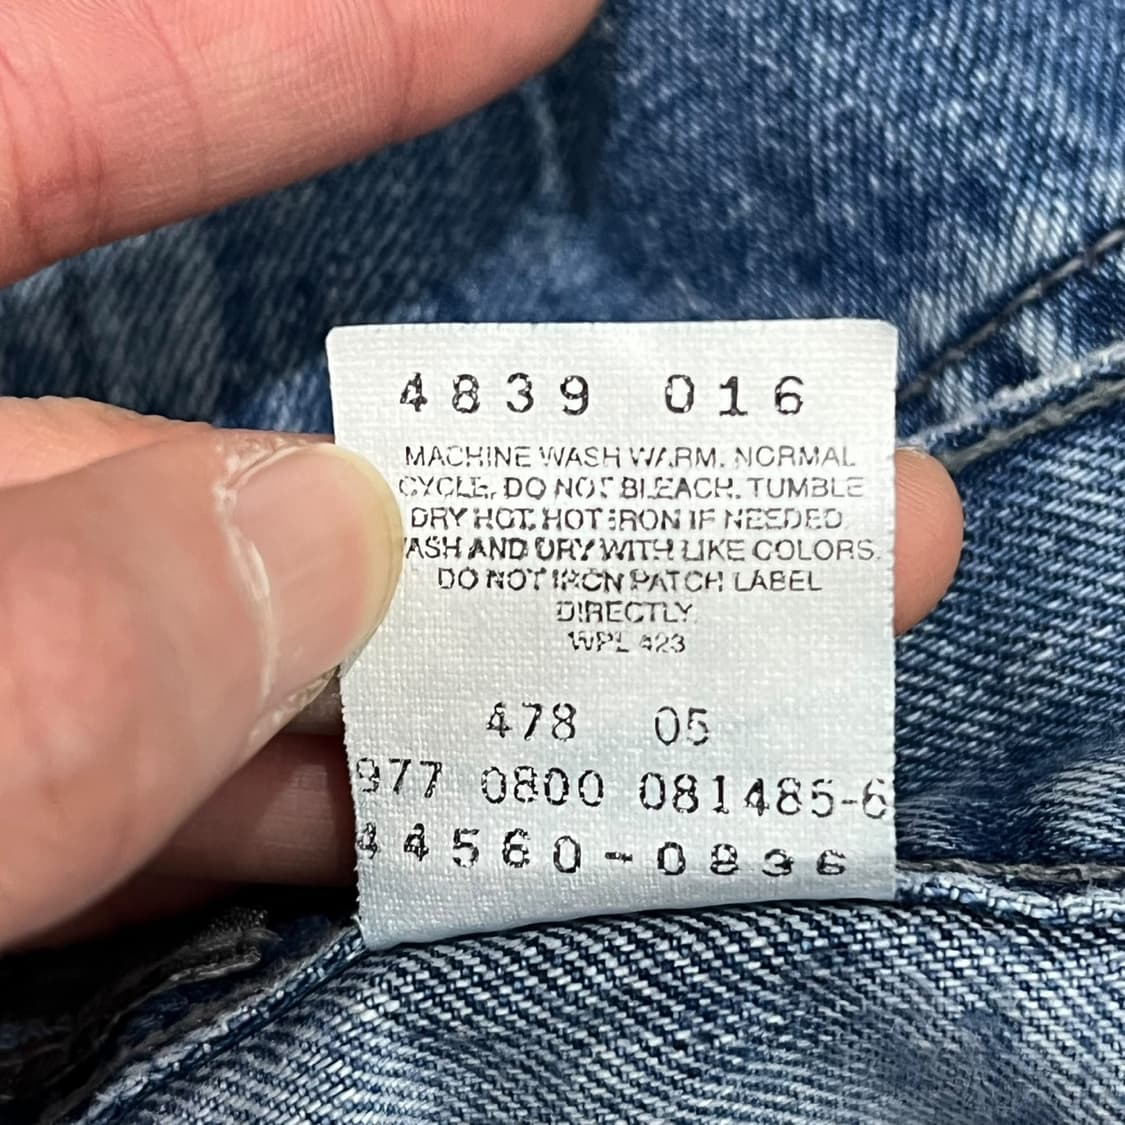 4839 016
MACHINE WASH WARM. NORMAL
CYCLE, DO NOT BLEACH. TUMBLE
DRY HOT. HOT IRON IF NEEDED
ASH AND DRY WITH LIKE COLORS.
DO NOT IRON PATCH LABEL
DIRECTLY
WPL 423
478 05
977 0800 081485-6
44560-0836